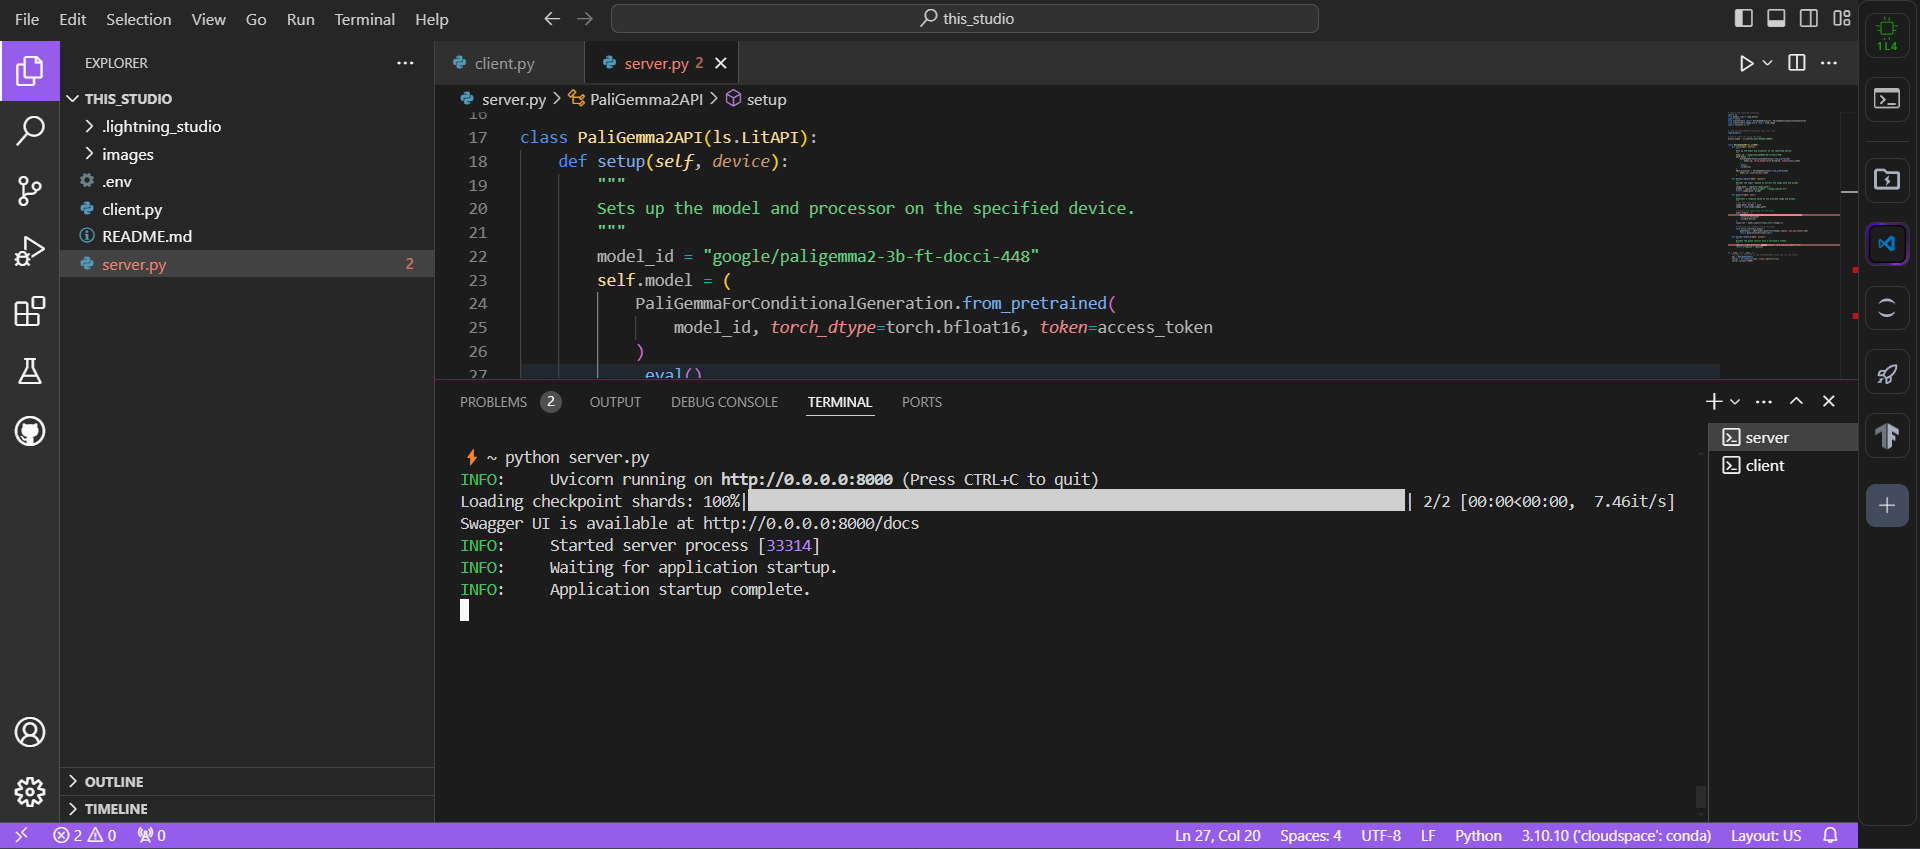 File Edit Selection View Go Run Terminal Help
this_studio
1 L4
EXPLORER
THIS_STUDIO
.lightning_studio
images
.env
client.py
README.md
server.py 2
OUTLINE
TIMELINE
client.py
server.py 2
server.py > PaliGemma2API > setup
16
17 class PaliGemma2API(ls.LitAPI):
18 def setup(self, device):
19 """
20 Sets up the model and processor on the specified device.
21 """
22 model_id = "google/paligemma2-3b-ft-docci-448"
23 self.model = (
24 PaliGemmaForConditionalGeneration.from_pretrained(
25 model_id, torch_dtype=torch.bfloat16, token=access_token
26 )
27 .eval()
PROBLEMS 2 OUTPUT DEBUG CONSOLE TERMINAL PORTS
~ python server.py
INFO: Uvicorn running on http://0.0.0.0:8000 (Press CTRL+C to quit)
Loading checkpoint shards: 100%| | 2/2 [00:00<00:00, 7.46it/s]
Swagger UI is available at http://0.0.0.0:8000/docs
INFO: Started server process [33314]
INFO: Waiting for application startup.
INFO: Application startup complete.
server
client
2 0 0
Ln 27, Col 20 Spaces: 4 UTF-8 LF Python 3.10.10 ('cloudspace': conda) Layout: US